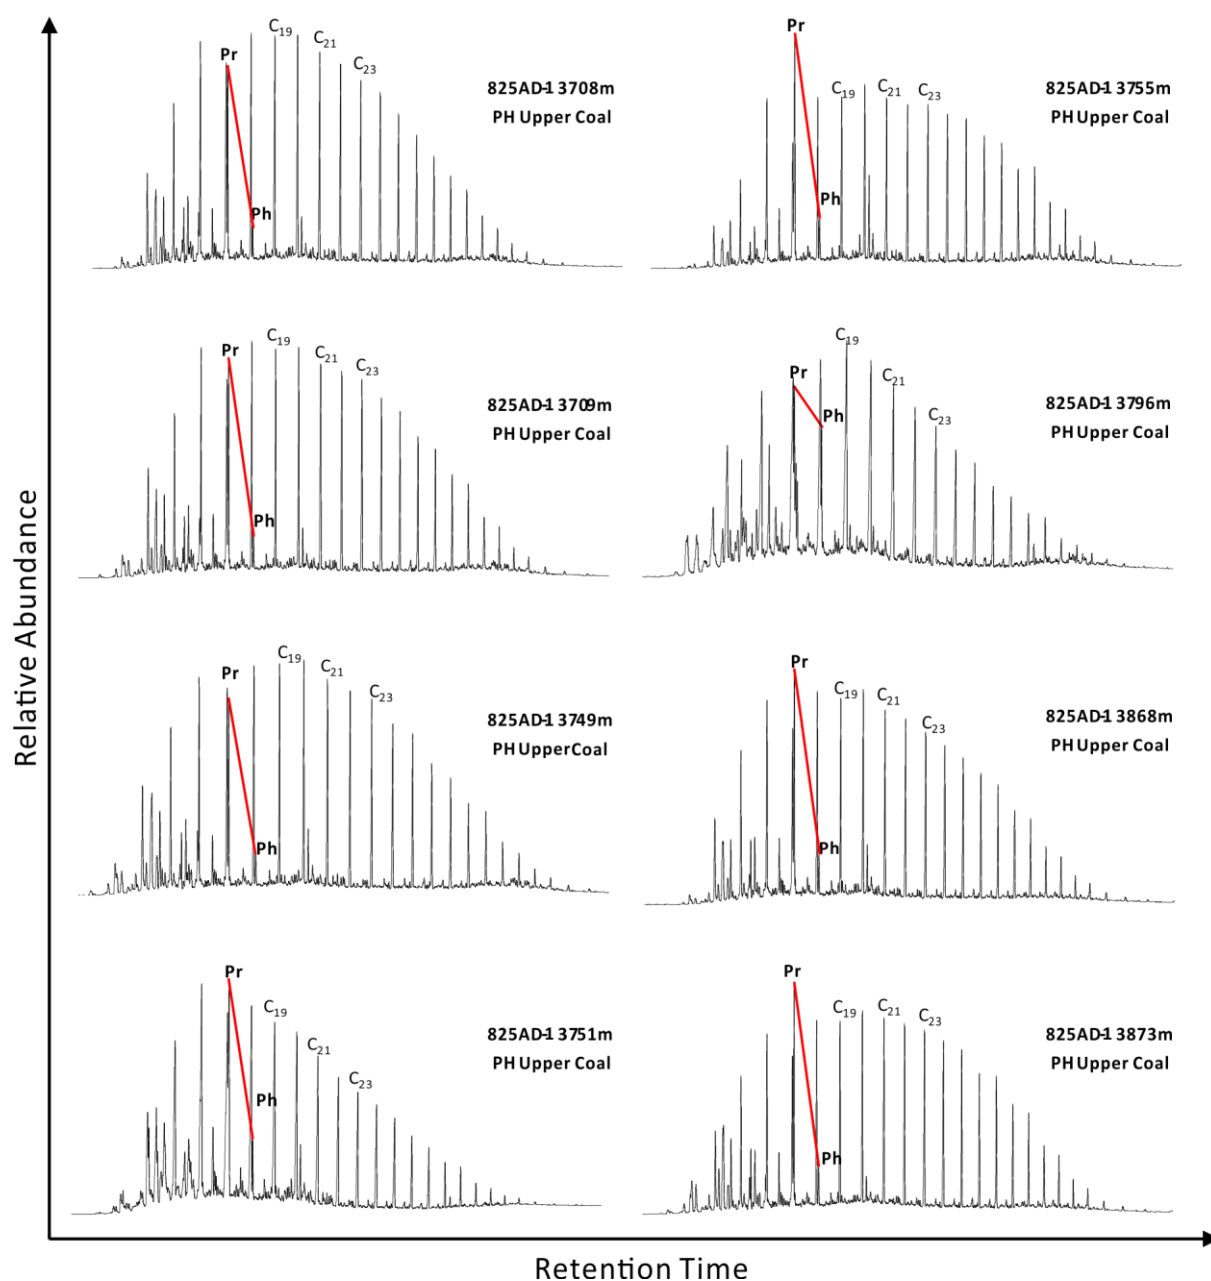 Pr
C19
C21
C23
Ph
825AD-1 3708m
PH Upper Coal
Pr
C19
C21
C23
Ph
825AD-1 3755m
PH Upper Coal
Pr
C19
C21
C23
Ph
825AD-1 3709m
PH Upper Coal
Pr
C19
C21
C23
Ph
825AD-1 3796m
PH Upper Coal
Pr
C19
C21
C23
Ph
825AD-1 3749m
PH Upper Coal
Pr
C19
C21
C23
Ph
825AD-1 3868m
PH Upper Coal
Pr
C19
C21
C23
Ph
825AD-1 3751m
PH Upper Coal
Pr
C19
C21
C23
Ph
825AD-1 3873m
PH Upper Coal
Relative Abundance
Retention Time